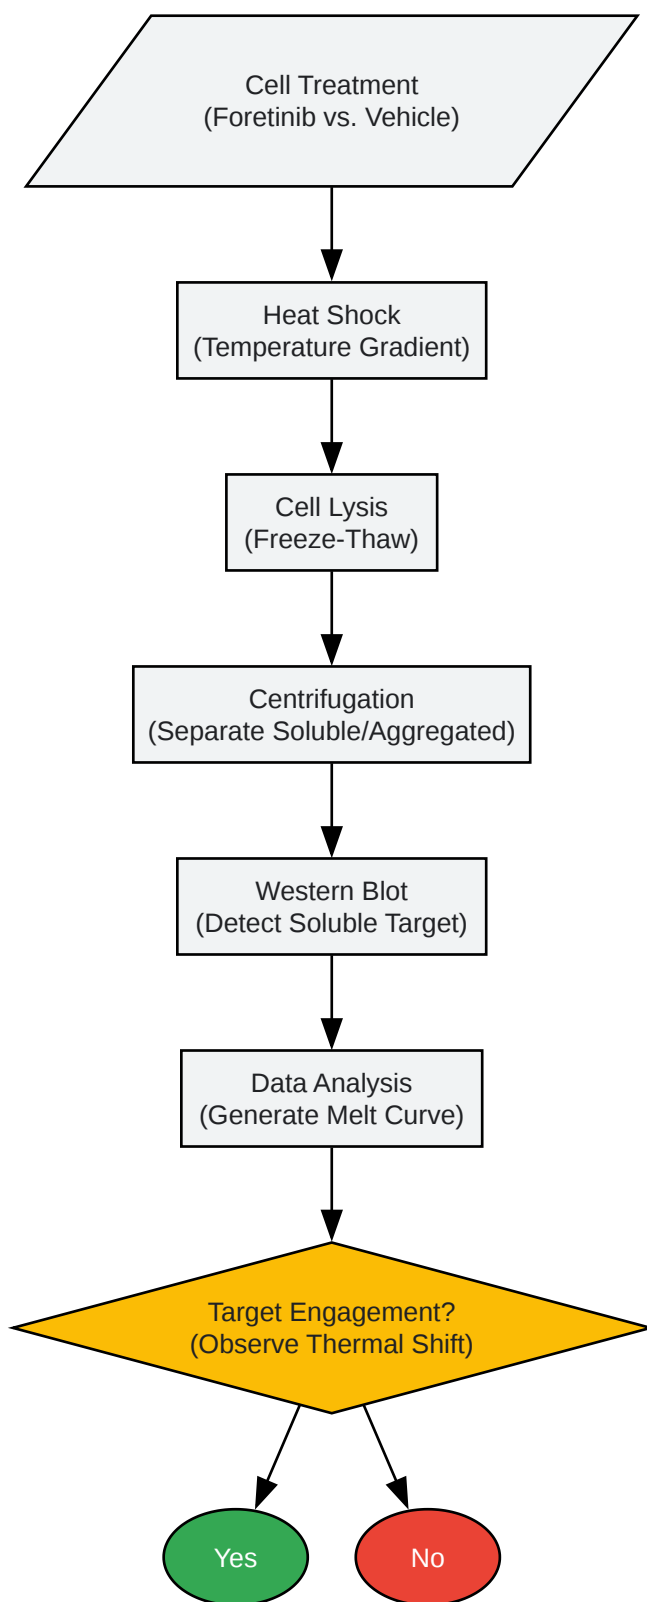 Cell Treatment
(Foretinib vs. Vehicle)
Heat Shock
(Temperature Gradient)
Cell Lysis
(Freeze-Thaw)
Centrifugation
(Separate Soluble/Aggregated)
Western Blot
(Detect Soluble Target)
Data Analysis
(Generate Melt Curve)
Target Engagement?
(Observe Thermal Shift)
Yes
No